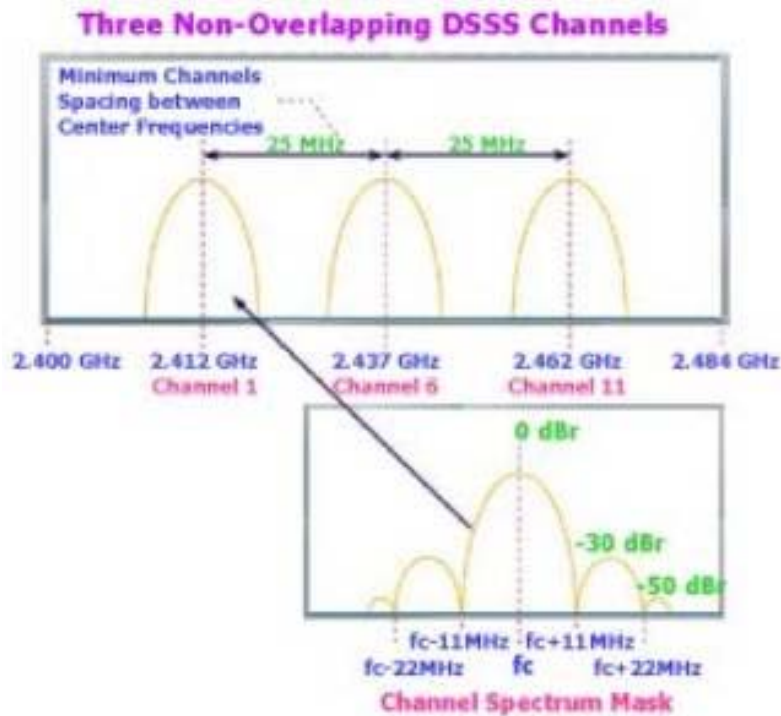 Three Non-Overlapping DSSS Channels
Minimum Channels
Spacing between
Center Frequencies
25 MHz 25 MHz
2.400 GHz 2.412 GHz 2.437 GHz 2.462 GHz 2.484 GHz
Channel 1 Channel 6 Channel 11
0 dBr
-30 dBr
-50 dBr
fc-11MHz fc+11MHz
fc-22MHz fc fc+22MHz
Channel Spectrum Mask